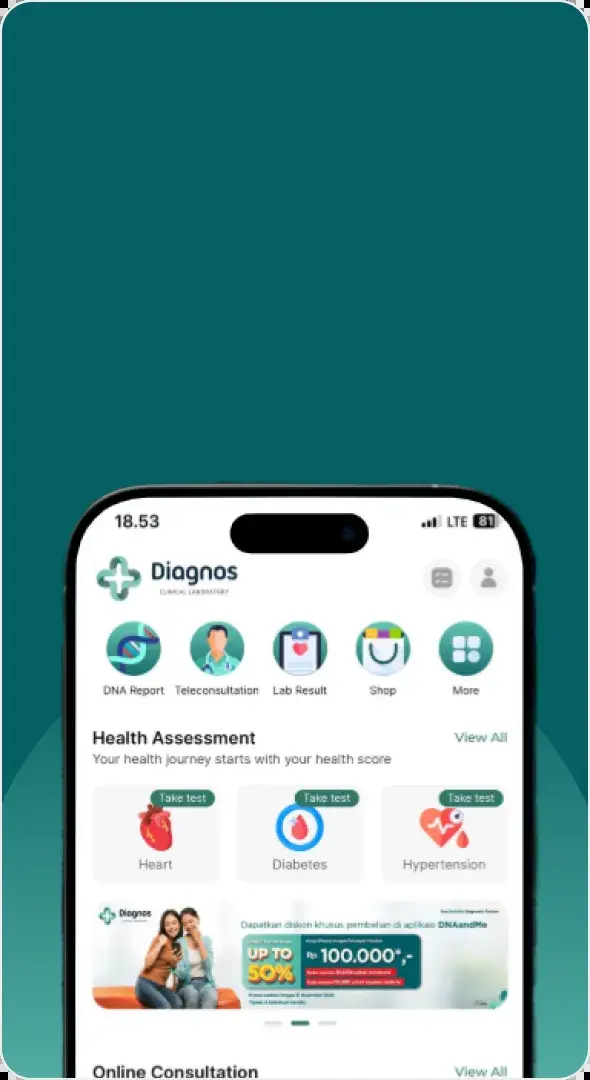 18.53
LTE 81
Diagnos
CLINICAL LABORATORY
DNA Report Teleconsultation Lab Result Shop More
Health Assessment View All
Your health journey starts with your health score
Take test Take test Take test
Heart Diabetes Hypertension
Diagnos
Dapatkan diskon khusus pembelian di aplikasi DNAandMe
UP TO
50%
Rp 100.000*,-
Online Consultation View All